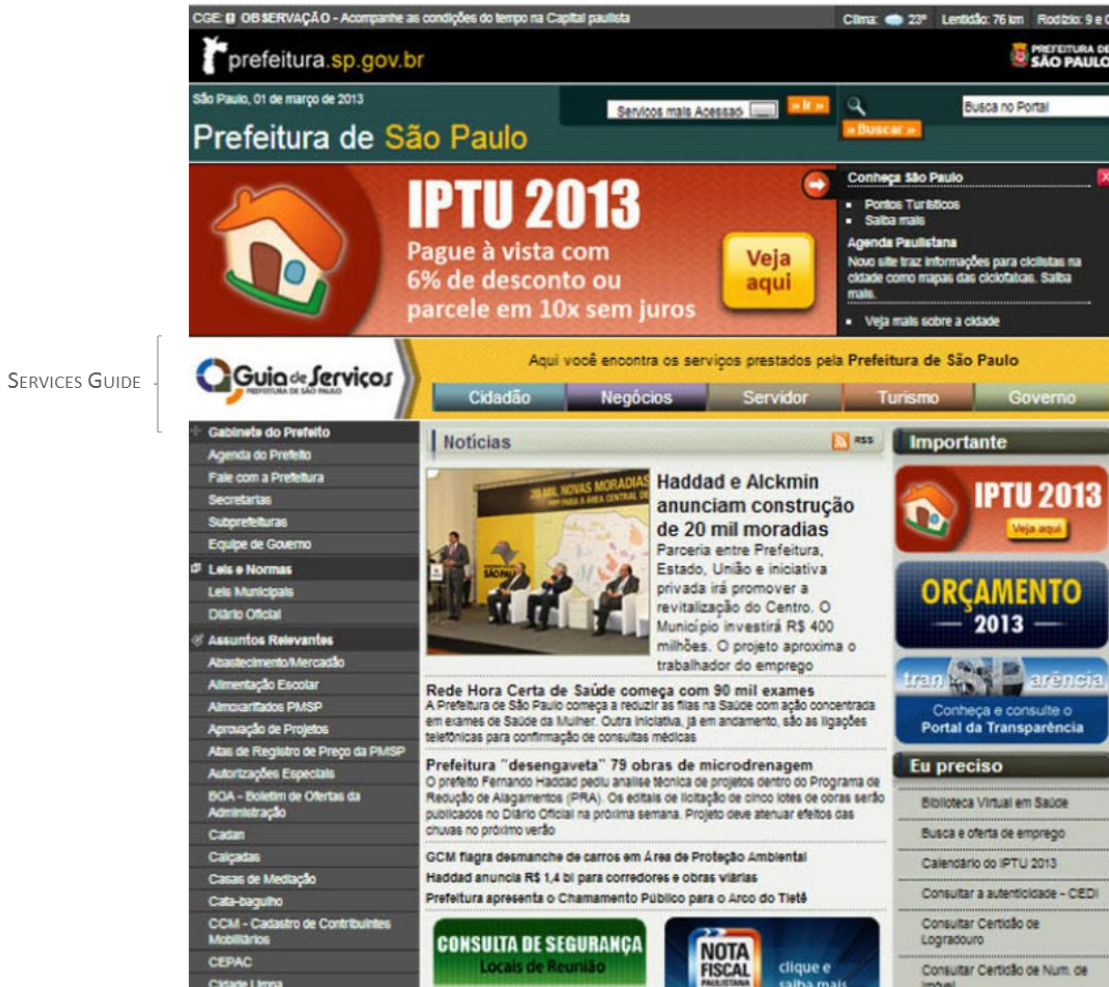 CGE: OBSERVAÇÃO - Acompanhe as condições do tempo na Capital paulista
Clima: 23° Lentidão: 76 km Rodízio: 9 e 0
prefeitura.sp.gov.br
PREFEITURA DE
SÃO PAULO
São Paulo, 01 de março de 2013
Serviços mais Acessad
» Ir »
Busca no Portal
» Buscar »
Prefeitura de São Paulo
IPTU 2013
Pague à vista com
6% de desconto ou
parcele em 10x sem juros
Veja
aqui
Conheça São Paulo
Pontos Turísticos
Saiba mais
Agenda Paulistana
Novo site traz informações para ciclistas na
cidade como mapas das ciclofaixas. Saiba
mais.
Veja mais sobre a cidade
SERVICES GUIDE
Guia de Serviços
PREFEITURA DE SÃO PAULO
Aqui você encontra os serviços prestados pela Prefeitura de São Paulo
Cidadão Negócios Servidor Turismo Governo
Gabinete do Prefeito
Agenda do Prefeito
Fale com a Prefeitura
Secretarias
Subprefeituras
Equipe de Governo
Leis e Normas
Leis Municipais
Diário Oficial
Assuntos Relevantes
Abastecimento/Mercadão
Alimentação Escolar
Almoxarifados PMSP
Aprovação de Projetos
Atas de Registro de Preço da PMSP
Autorizações Especiais
BOA - Boletim de Ofertas da
Administração
Cadan
Calçadas
Casas de Mediação
Cata-bagulho
CCM - Cadastro de Contribuintes
Mobiliários
CEPAC
Cidade Limpa
Notícias
RSS
20 MIL NOVAS MORADIAS
SÃO PAULO
Haddad e Alckmin
anunciam construção
de 20 mil moradias
Parceria entre Prefeitura,
Estado, União e iniciativa
privada irá promover a
revitalização do Centro. O
Município investirá R$ 400
milhões. O projeto aproxima o
trabalhador do emprego
Rede Hora Certa de Saúde começa com 90 mil exames
A Prefeitura de São Paulo começa a reduzir as filas na Saúde com ação concentrada
em exames de Saúde da Mulher. Outra iniciativa, já em andamento, são as ligações
telefônicas para confirmação de consultas médicas
Prefeitura "desengaveta" 79 obras de microdrenagem
O prefeito Fernando Haddad pediu análise técnica de projetos dentro do Programa de
Redução de Alagamentos (PRA). Os editais de licitação de cinco lotes de obras serão
publicados no Diário Oficial na próxima semana. Projeto deve atenuar efeitos das
chuvas no próximo verão
GCM flagra desmanche de carros em Área de Proteção Ambiental
Haddad anuncia R$ 1,4 bi para corredores e obras viárias
Prefeitura apresenta o Chamamento Público para o Arco do Tietê
CONSULTA DE SEGURANÇA
Locais de Reunião
NOTA
FISCAL
PAULISTANA
clique e
saiba mais
Importante
IPTU 2013
Veja aqui
ORÇAMENTO
2013
tran SP arência
Conheça e consulte o
Portal da Transparência
Eu preciso
Biblioteca Virtual em Saúde
Busca e oferta de emprego
Calendário do IPTU 2013
Consultar a autenticidade - CEDI
Consultar Certidão de
Logradouro
Consultar Certidão de Num. de
Imóvel